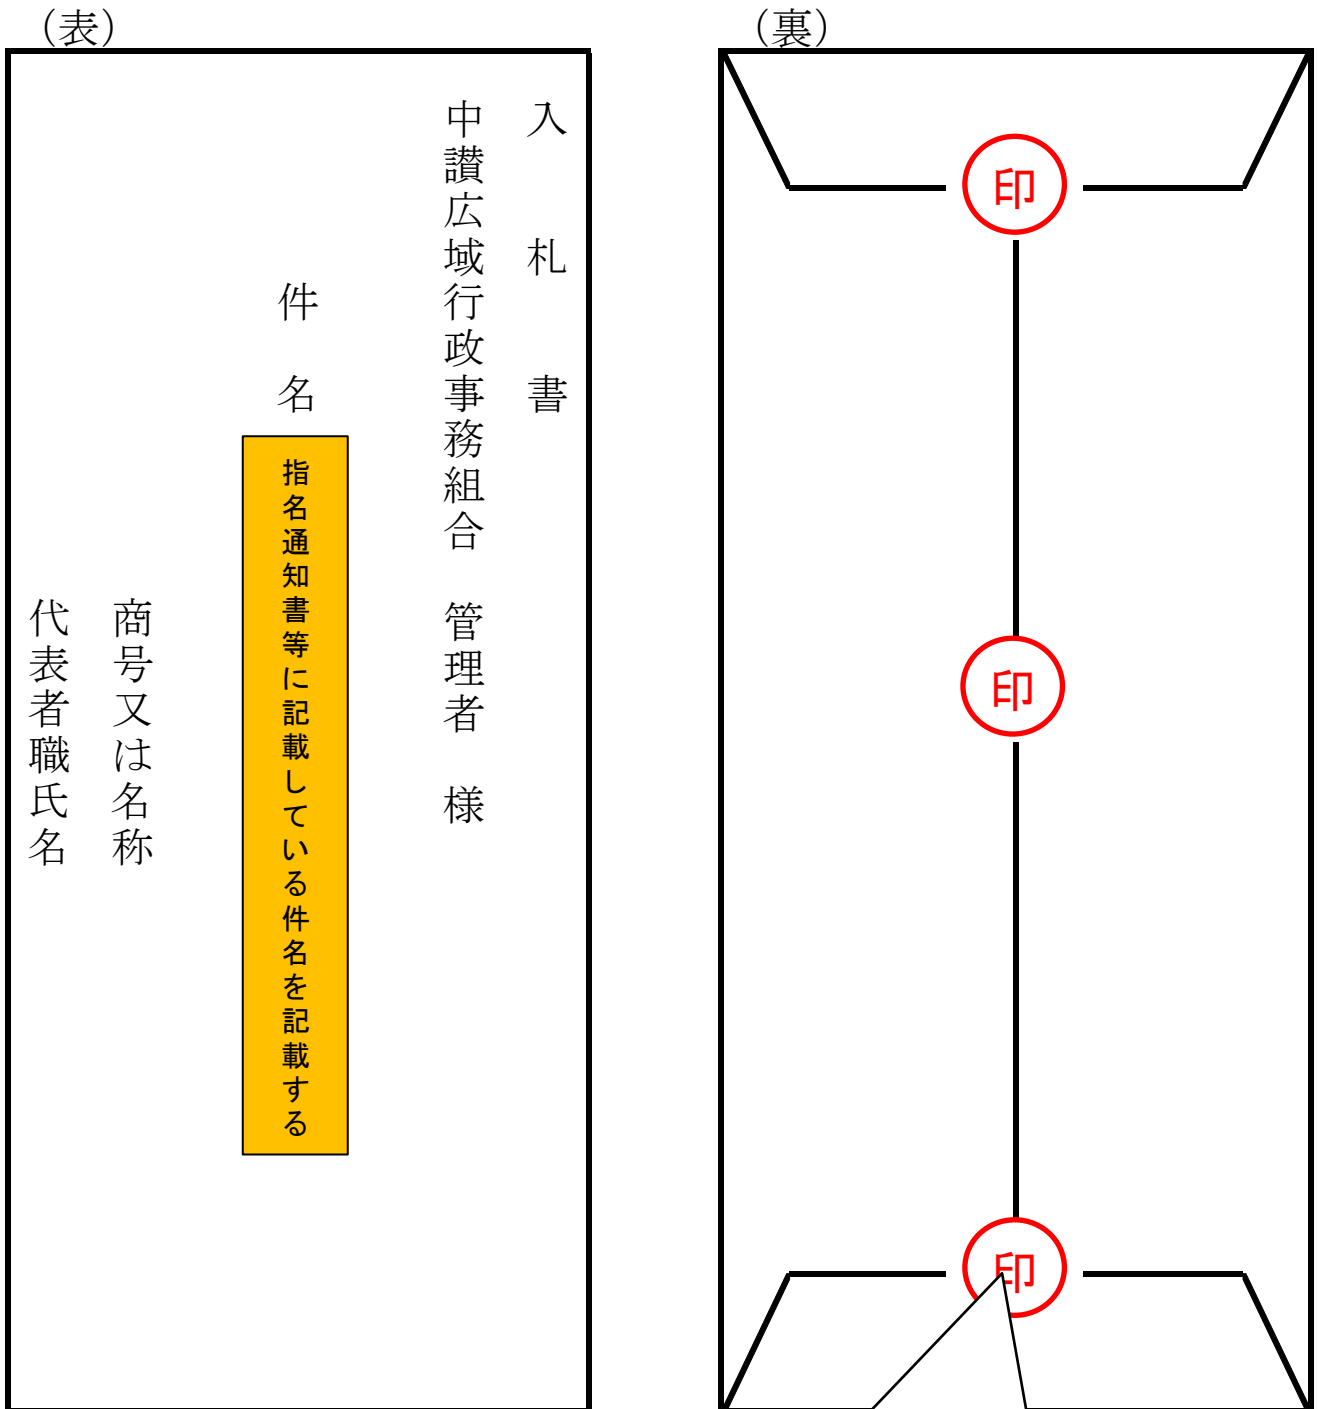 （表）
入札書
中讃広域行政事務組合　管理者　様
件名
指名通知書等に記載している件名を記載する
商号又は名称
代表者職氏名
（裏）
印
印
印